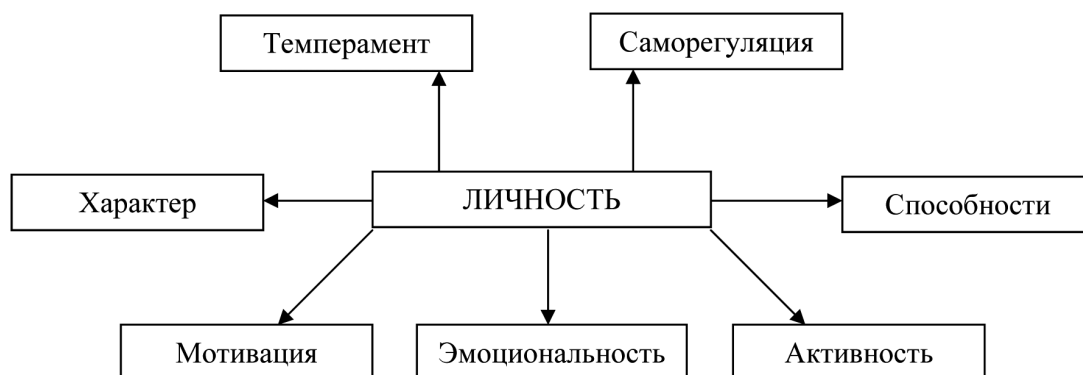 Темперамент
Саморегуляция
Характер
ЛИЧНОСТЬ
Способности
Мотивация
Эмоциональность
Активность